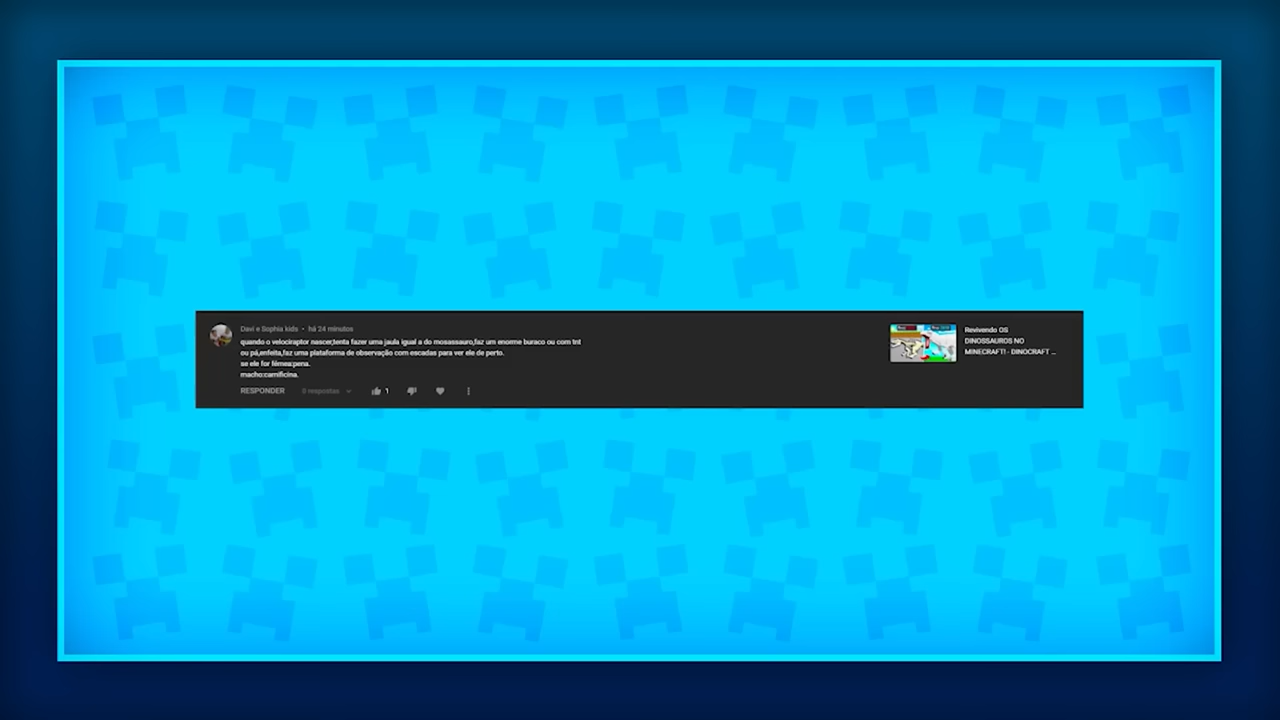 Davi e Sophia kids • há 24 minutos
quando o velociraptor nascer,tenta fazer uma jaula igual a do mosassauro,faz um enorme buraco ou com tnt
ou pá,enfeita,faz uma plataforma de observação com escadas para ver ele de perto.
se ele for fêmea:pena.
macho:carnificina.
RESPONDER 0 respostas 1
Revivendo OS
DINOSSAUROS NO
MINECRAFT! - DINOCRAFT ...